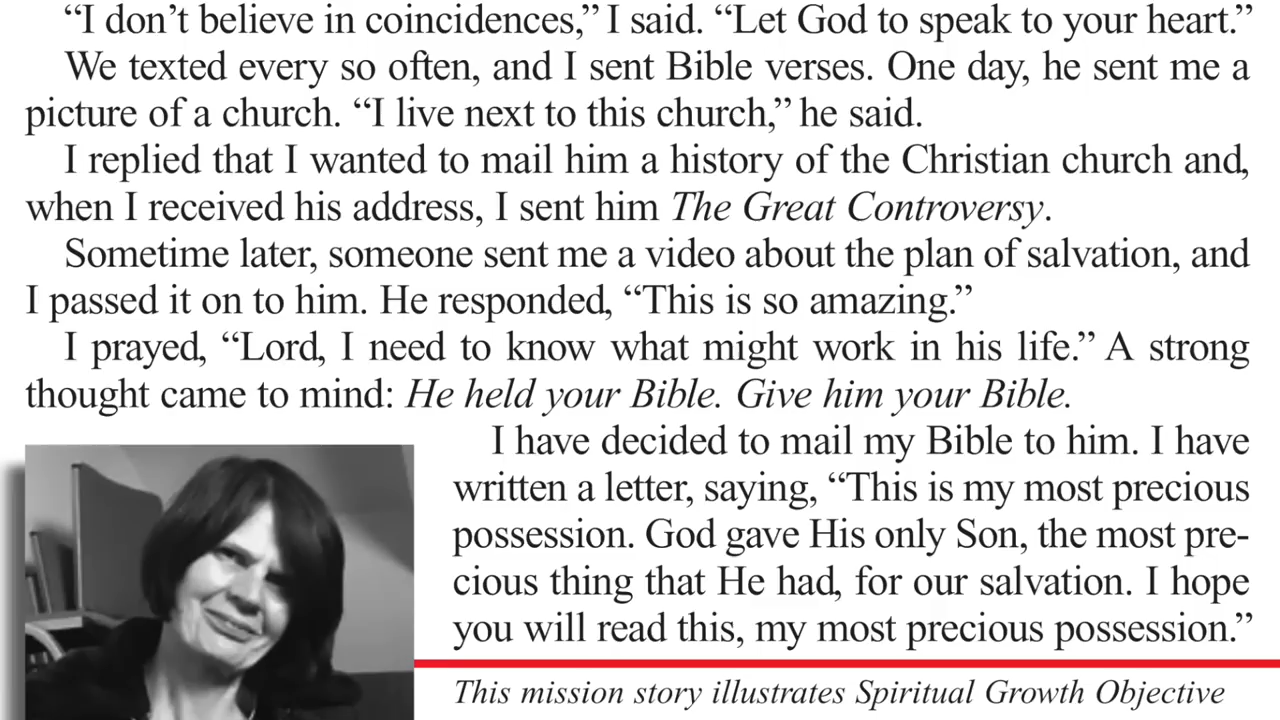 “I don’t believe in coincidences,” I said. “Let God to speak to your heart.”
We texted every so often, and I sent Bible verses. One day, he sent me a
picture of a church. “I live next to this church,” he said.
I replied that I wanted to mail him a history of the Christian church and,
when I received his address, I sent him The Great Controversy.
Sometime later, someone sent me a video about the plan of salvation, and
I passed it on to him. He responded, “This is so amazing.”
I prayed, “Lord, I need to know what might work in his life.” A strong
thought came to mind: He held your Bible. Give him your Bible.
I have decided to mail my Bible to him. I have
written a letter, saying, “This is my most precious
possession. God gave His only Son, the most pre-
cious thing that He had, for our salvation. I hope
you will read this, my most precious possession.”
This mission story illustrates Spiritual Growth Objective